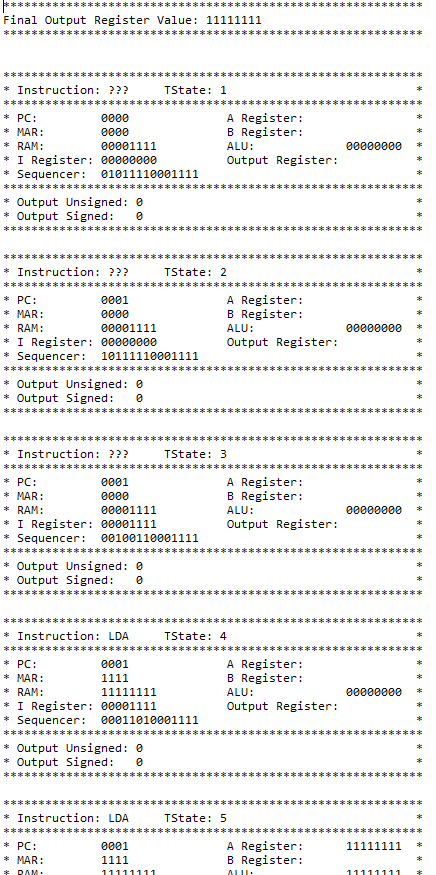 ************************************************************
Final Output Register Value: 11111111
************************************************************
************************************************************
* Instruction: ???     TState: 1                           *
************************************************************
* PC:         0000              A Register:                *
* MAR:        0000              B Register:                *
* RAM:        00001111          ALU:             00000000  *
* I Register: 00000000          Output Register:           *
* Sequencer:  01011110001111                               *
************************************************************
* Output Unsigned: 0                                       *
* Output Signed:   0                                       *
************************************************************
************************************************************
* Instruction: ???     TState: 2                           *
************************************************************
* PC:         0001              A Register:                *
* MAR:        0000              B Register:                *
* RAM:        00001111          ALU:             00000000  *
* I Register: 00000000          Output Register:           *
* Sequencer:  10111110001111                               *
************************************************************
* Output Unsigned: 0                                       *
* Output Signed:   0                                       *
************************************************************
************************************************************
* Instruction: ???     TState: 3                           *
************************************************************
* PC:         0001              A Register:                *
* MAR:        0000              B Register:                *
* RAM:        00001111          ALU:             00000000  *
* I Register: 00001111          Output Register:           *
* Sequencer:  00100110001111                               *
************************************************************
* Output Unsigned: 0                                       *
* Output Signed:   0                                       *
************************************************************
************************************************************
* Instruction: LDA     TState: 4                           *
************************************************************
* PC:         0001              A Register:                *
* MAR:        1111              B Register:                *
* RAM:        11111111          ALU:             00000000  *
* I Register: 00001111          Output Register:           *
* Sequencer:  00011010001111                               *
************************************************************
* Output Unsigned: 0                                       *
* Output Signed:   0                                       *
************************************************************
************************************************************
* Instruction: LDA     TState: 5                           *
************************************************************
* PC:         0001              A Register:      11111111  *
* MAR:        1111              B Register:                *
* RAM:        11111111          ALU:             11111111  *